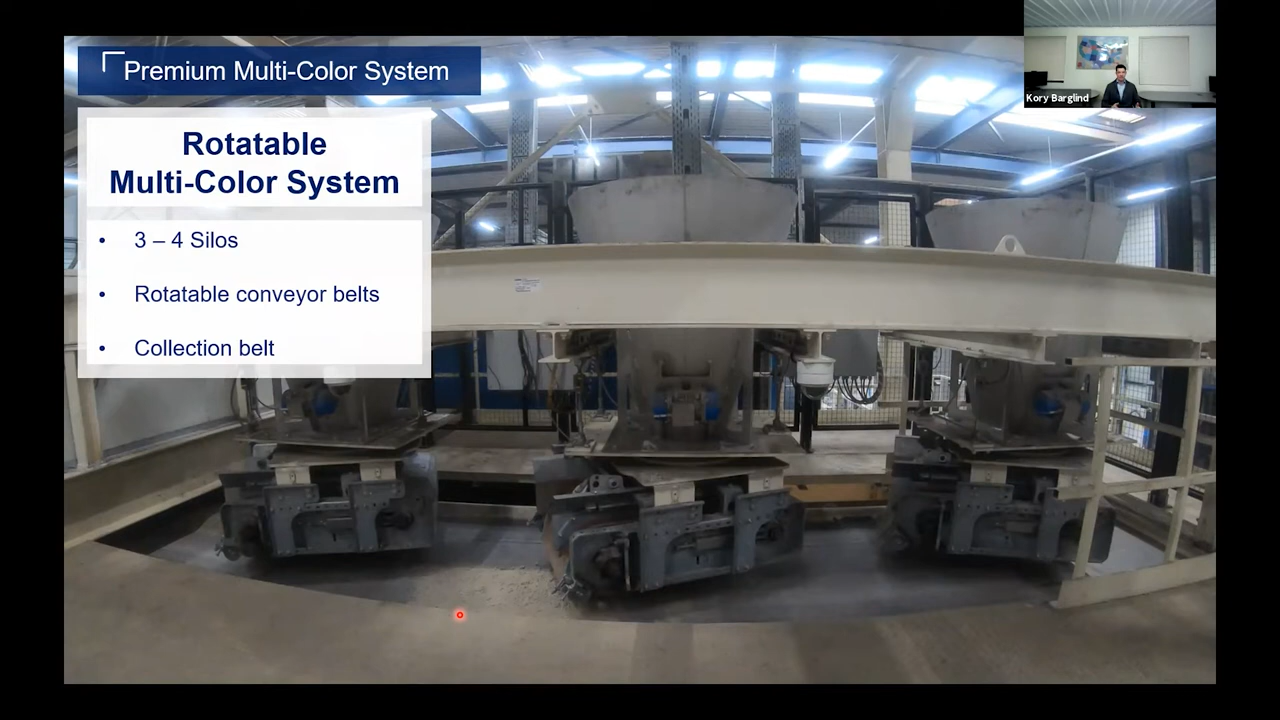 Premium Multi-Color System
Rotatable
Multi-Color System
• 3 – 4 Silos
• Rotatable conveyor belts
• Collection belt
Kory Barglind